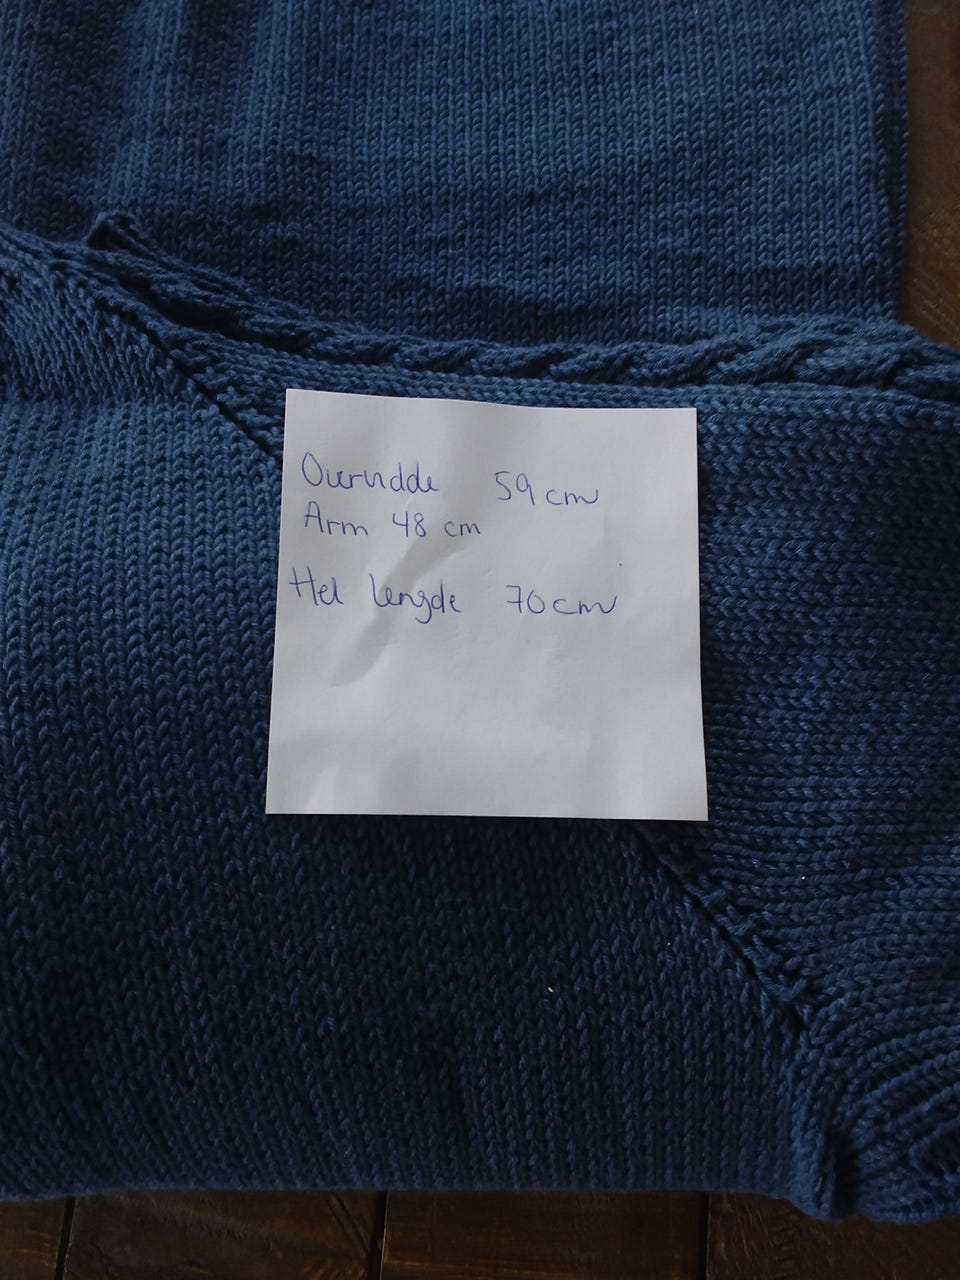 Overvidde 59 cm
Arm 48 cm
Hel lengde 70 cm